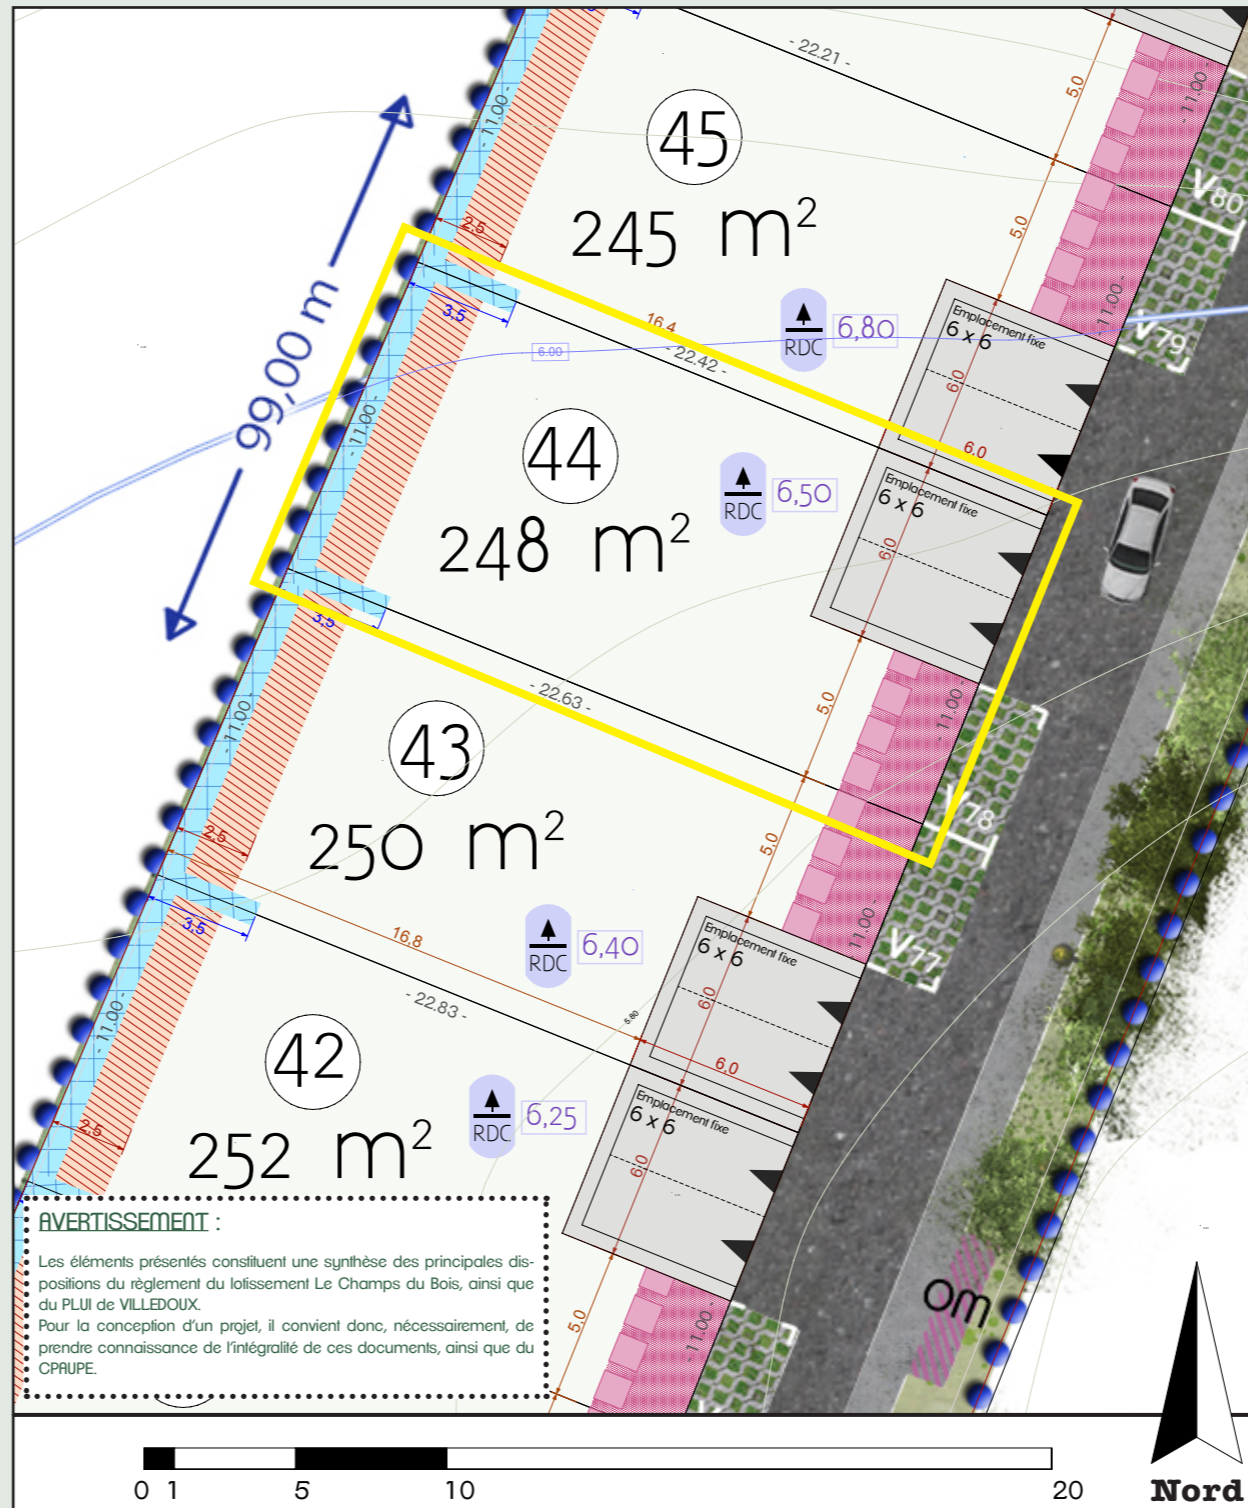 - 22.21 -
- 11.00 -
5,0
- 11.00 -
45
V80
245 m²
5,0
2,5
99,00 m
3,5
16,4
6,80
RDC
Emplacement fixe
6 x 6
- 11.00 -
V79
6.00
- 22.42 -
6,0
- 11.00 -
44
6,0
6,50
RDC
Emplacement fixe
6 x 6
248 m²
6,0
3,5
- 22.63 -
5,0
- 11.00 -
- 11.00 -
43
V78
2,5
250 m²
5,0
3,5
16,8
6,40
RDC
Emplacement fixe
6 x 6
11.00 -
V77
- 22.83 -
5.80
6,0
- 11.00 -
42
6,0
6,25
RDC
Emplacement fixe
6 x 6
2,5
252 m²
6,0
AVERTISSEMENT :
Les éléments présentés constituent une synthèse des principales dis-
positions du règlement du lotissement Le Champs du Bois, ainsi que
du PLUI de VILLEDOUX.
Pour la conception d'un projet, il convient donc, nécessairement, de
prendre connaissance de l'intégralité de ces documents, ainsi que du
CPAUPE.
5,0
- 11.00 -
OM
0 1 5 10 20
Nord